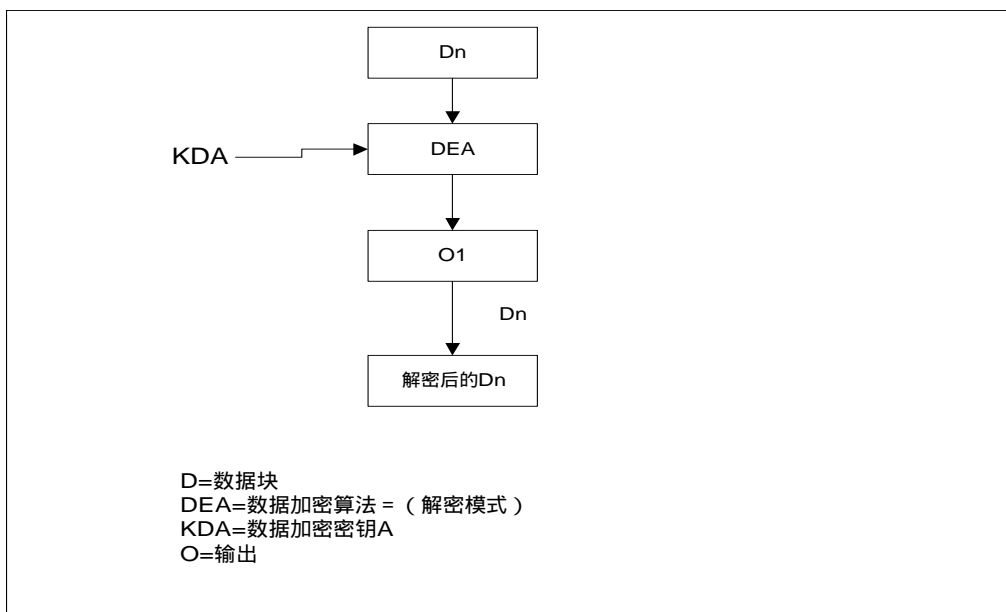 Dn
KDA
DEA
O1
Dn
解密后的Dn
D=数据块
DEA=数据加密算法 = （ 解密模式 ）
KDA=数据加密密钥A
O=输出